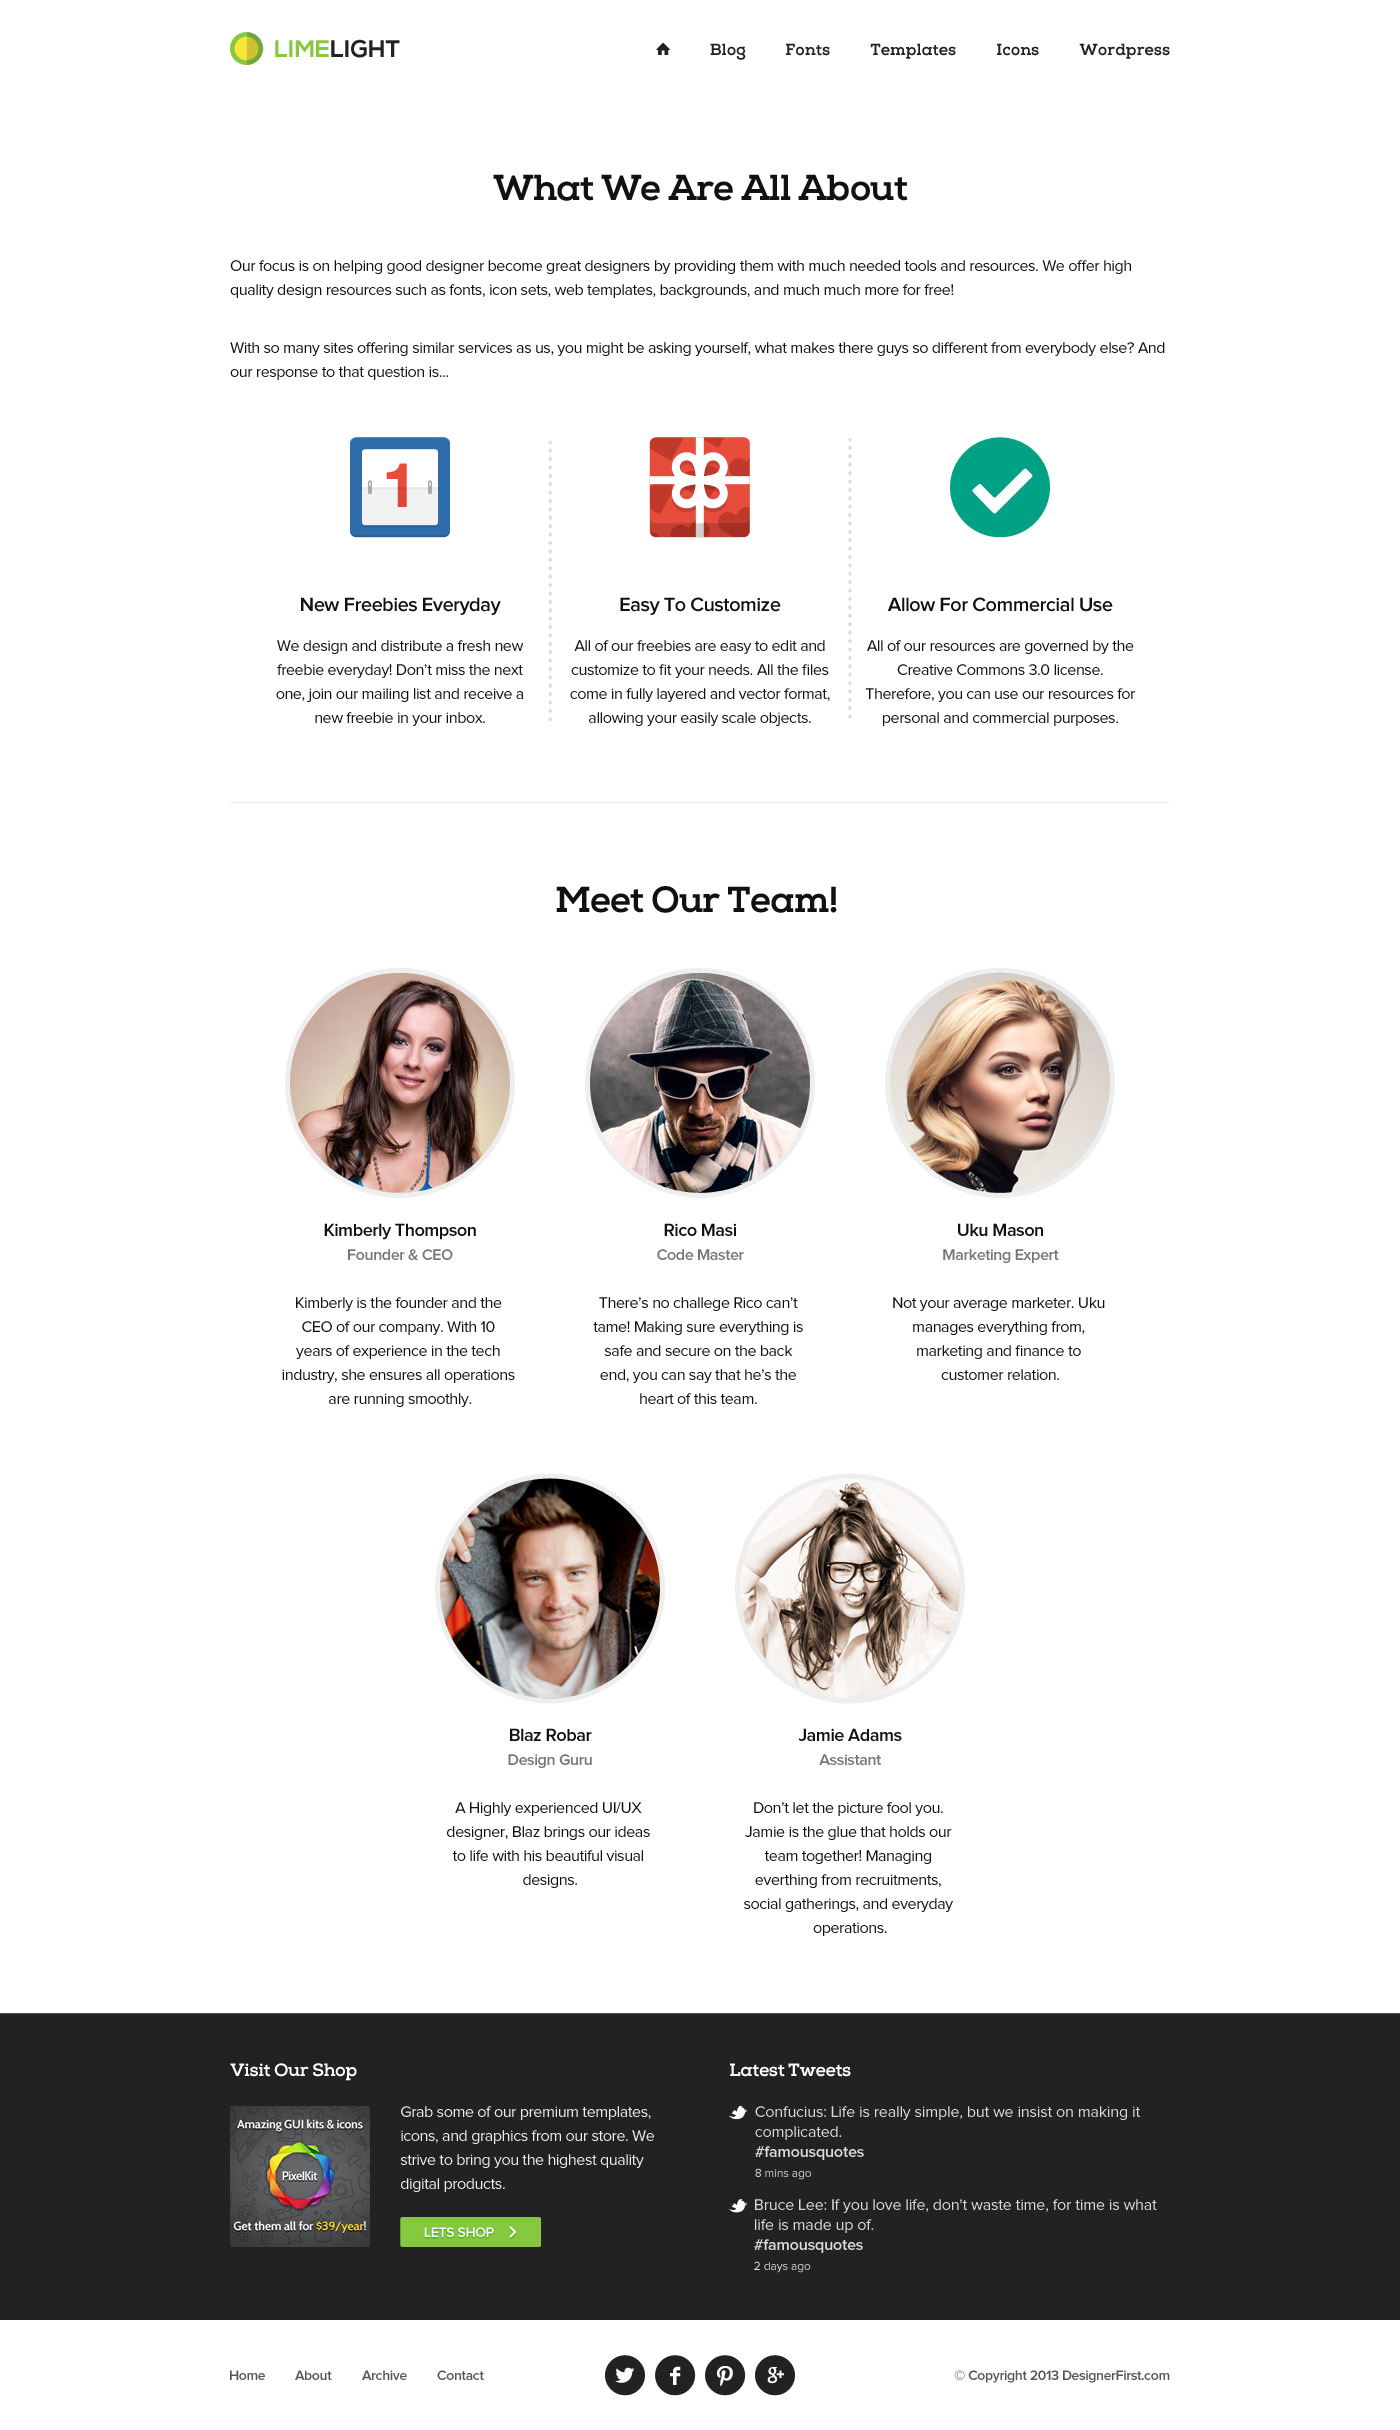 LIMELIGHT
Blog Fonts Templates Icons Wordpress
What We Are All About
Our focus is on helping good designer become great designers by providing them with much needed tools and resources. We offer high
quality design resources such as fonts, icon sets, web templates, backgrounds, and much much more for free!
With so many sites offering similar services as us, you might be asking yourself, what makes there guys so different from everybody else? And
our response to that question is...
1
New Freebies Everyday
We design and distribute a fresh new
freebie everyday! Don't miss the next
one, join our mailing list and receive a
new freebie in your inbox.
Easy To Customize
All of our freebies are easy to edit and
customize to fit your needs. All the files
come in fully layered and vector format,
allowing your easily scale objects.
Allow For Commercial Use
All of our resources are governed by the
Creative Commons 3.0 license.
Therefore, you can use our resources for
personal and commercial purposes.
Meet Our Team!
Kimberly Thompson
Founder & CEO
Kimberly is the founder and the
CEO of our company. With 10
years of experience in the tech
industry, she ensures all operations
are running smoothly.
Rico Masi
Code Master
There's no challege Rico can't
tame! Making sure everything is
safe and secure on the back
end, you can say that he's the
heart of this team.
Uku Mason
Marketing Expert
Not your average marketer. Uku
manages everything from,
marketing and finance to
customer relation.
Blaz Robar
Design Guru
A Highly experienced UI/UX
designer, Blaz brings our ideas
to life with his beautiful visual
designs.
Jamie Adams
Assistant
Don't let the picture fool you.
Jamie is the glue that holds our
team together! Managing
everthing from recruitments,
social gatherings, and everyday
operations.
Visit Our Shop
Amazing GUI kits & icons
PixelKit
Get them all for $39/year!
Grab some of our premium templates,
icons, and graphics from our store. We
strive to bring you the highest quality
digital products.
LETS SHOP
Latest Tweets
Confucius: Life is really simple, but we insist on making it
complicated.
#famousquotes
8 mins ago
Bruce Lee: If you love life, don't waste time, for time is what
life is made up of.
#famousquotes
2 days ago
Home About Archive Contact
© Copyright 2013 DesignerFirst.com